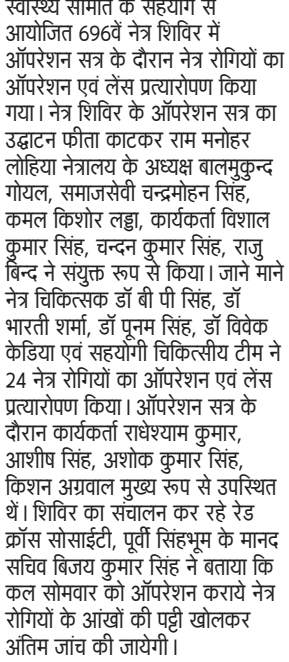 स्वास्थ्य समिति के सहयोग से
आयोजित 696वें नेत्र शिविर में
ऑपरेशन सत्र के दौरान नेत्र रोगियों का
ऑपरेशन एवं लेंस प्रत्यारोपण किया
गया। नेत्र शिविर के ऑपरेशन सत्र का
उद्घाटन फीता काटकर राम मनोहर
लोहिया नेत्रालय के अध्यक्ष बालमुकुन्द
गोयल, समाजसेवी चन्द्रमोहन सिंह,
कमल किशोर लड्ढा, कार्यकर्ता विशाल
कुमार सिंह, चन्दन कुमार सिंह, राजु
बिन्द ने संयुक्त रूप से किया। जाने माने
नेत्र चिकित्सक डॉ बी पी सिंह, डॉ
भारती शर्मा, डॉ पूनम सिंह, डॉ विवेक
केडिया एवं सहयोगी चिकित्सीय टीम ने
24 नेत्र रोगियों का ऑपरेशन एवं लेंस
प्रत्यारोपण किया। ऑपरेशन सत्र के
दौरान कार्यकर्ता राधेश्याम कुमार,
आशीष सिंह, अशोक कुमार सिंह,
किशन अग्रवाल मुख्य रूप से उपस्थित
थें। शिविर का संचालन कर रहे रेड
क्रॉस सोसाईटी, पूर्वी सिंहभूम के मानद
सचिव बिजय कुमार सिंह ने बताया कि
कल सोमवार को ऑपरेशन कराये नेत्र
रोगियों के आंखों की पट्टी खोलकर
अंतिम जांच की जायेगी।